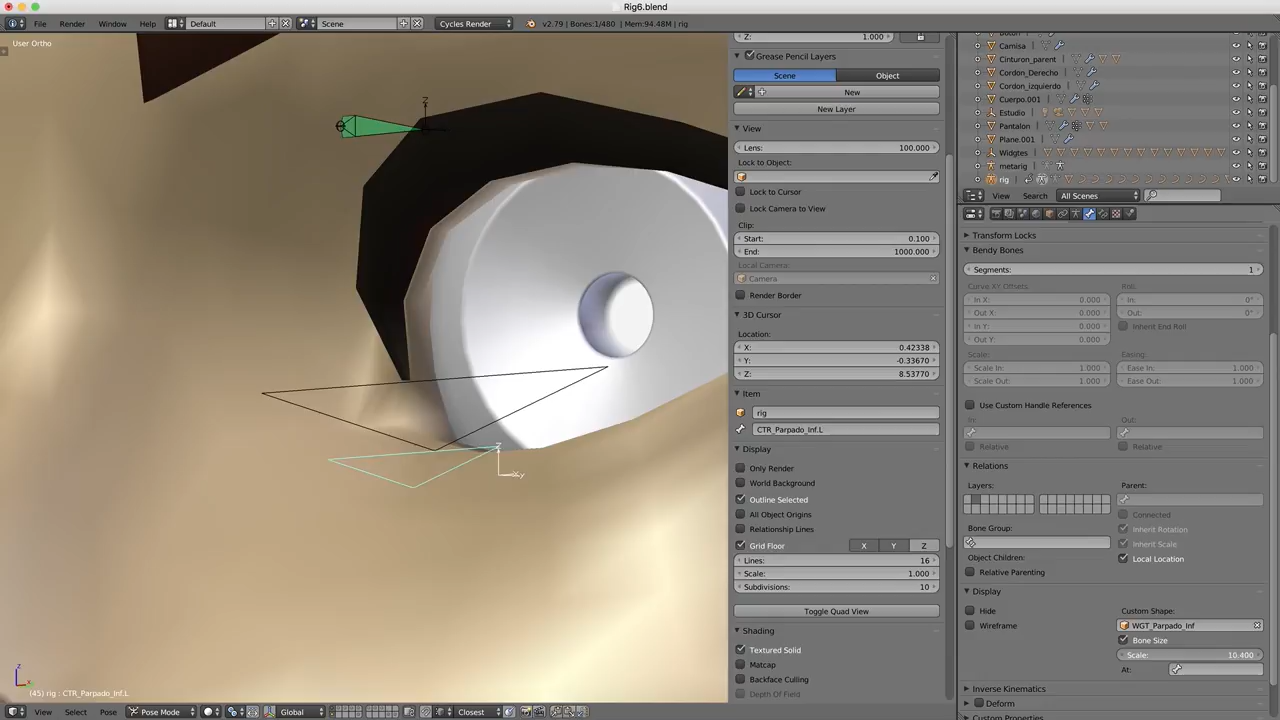 Rig6.blend
File Render Window Help Default Scene Cycles Render v2.79 | Bones:1/480 | Mem:94.48M | rig
User Ortho
Z: 1.000
Grease Pencil Layers
Scene Object
New
New Layer
View
Lens: 100.000
Lock to Object:
Lock to Cursor
Lock Camera to View
Clip:
Start: 0.100
End: 1000.000
Local Camera:
Camera
Render Border
3D Cursor
Location:
X: 0.42338
Y: -0.33670
Z: 8.53770
Item
rig
CTR_Parpado_Inf.L
Display
Only Render
World Background
Outline Selected
All Object Origins
Relationship Lines
Grid Floor X Y Z
Lines: 16
Scale: 1.000
Subdivisions: 10
Toggle Quad View
Shading
Textured Solid
Matcap
Backface Culling
Depth Of Field
Camisa
Cinturon_parent
Cordon_Derecho
Cordon_izquierdo
Cuerpo.001
Estudio
Pantalon
Plane.001
Widgtes
metarig
rig
View Search All Scenes
Transform Locks
Bendy Bones
Segments: 1
Curve XY Offsets: Roll:
In X: 0.000 In: 0°
Out X: 0.000 Out: 0°
In Y: 0.000 Inherit End Roll
Out Y: 0.000
Scale: Easing:
Scale In: 1.000 Ease In: 1.000
Scale Out: 1.000 Ease Out: 1.000
Use Custom Handle References
In: Out:
Relative Relative
Relations
Layers: Parent:
Connected
Bone Group: Inherit Rotation
Inherit Scale
Object Children: Local Location
Relative Parenting
Display
Hide Custom Shape:
Wireframe WGT_Parpado_Inf
Bone Size
Scale: 10.400
At:
Inverse Kinematics
Deform
Custom Properties
Z
Z
Y
Z
(45) rig : CTR_Parpado_Inf.L
View Select Pose Pose Mode Global Closest